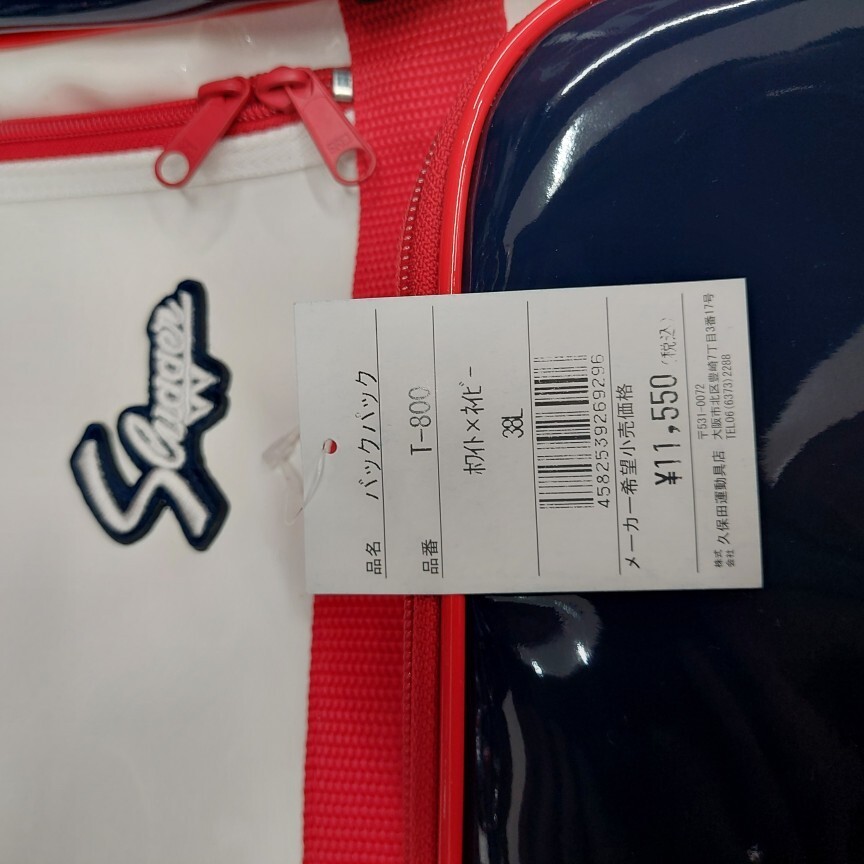 Slugger
品名 バックパック
品番 T-800
ホワイト×ネイビー
38L
4582539269296
メーカー希望小売価格
¥11,550(税込)
株式会社 久保田運動具店
〒531-0072
大阪市北区豊崎7丁目3番17号
TEL06(6373)2288